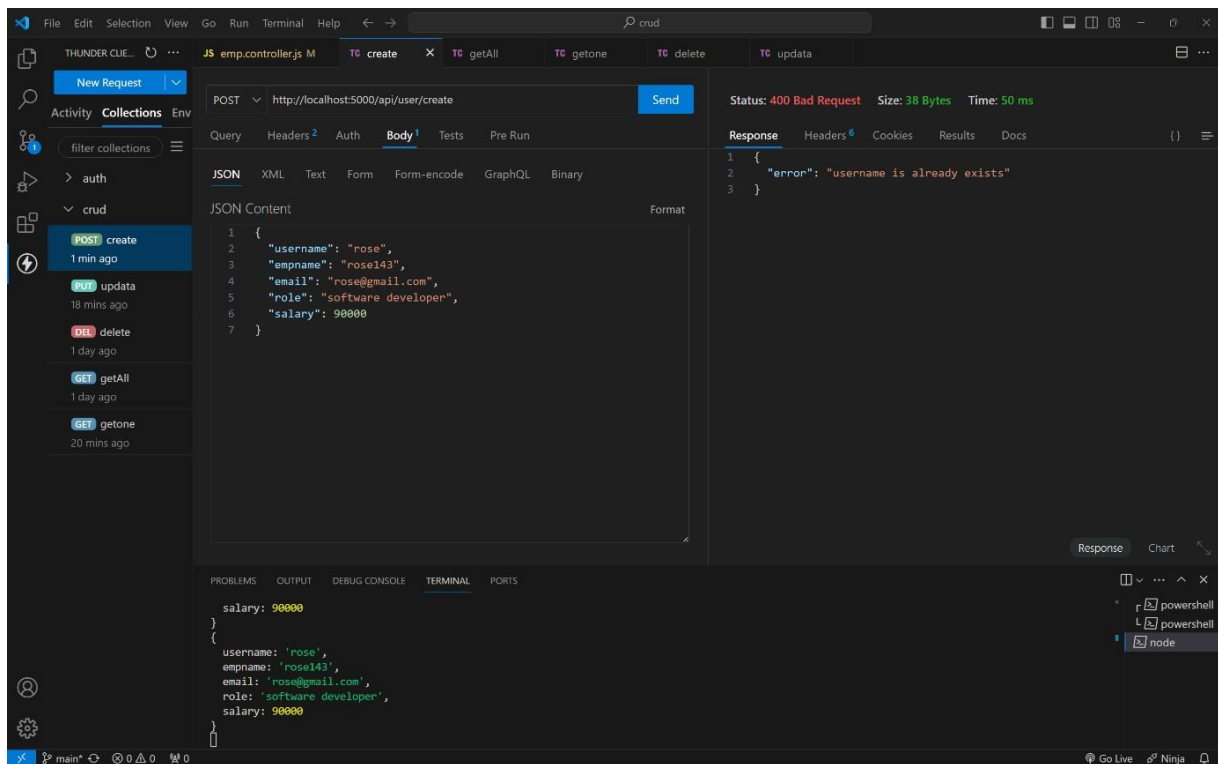 File Edit Selection View Go Run Terminal Help crud
THUNDER CLIE...
JS emp.controller.js M TC create TC getAll TC getone TC delete TC updata
New Request
Activity Collections Env
filter collections
auth
crud
POST create
1 min ago
PUT updata
18 mins ago
DEL delete
1 day ago
GET getAll
1 day ago
GET getone
20 mins ago
POST http://localhost:5000/api/user/create Send
Query Headers 2 Auth Body 1 Tests Pre Run
JSON XML Text Form Form-encode GraphQL Binary
JSON Content Format
1 {
2 "username": "rose",
3 "empname": "rose143",
4 "email": "rose@gmail.com",
5 "role": "software developer",
6 "salary": 90000
7 }
Status: 400 Bad Request Size: 38 Bytes Time: 50 ms
Response Headers 6 Cookies Results Docs {}
1 {
2 "error": "username is already exists"
3 }
Response Chart
PROBLEMS OUTPUT DEBUG CONSOLE TERMINAL PORTS
salary: 90000
}
{
username: 'rose',
empname: 'rose143',
email: 'rose@gmail.com',
role: 'software developer',
salary: 90000
}
powershell
powershell
node
main* 0 0 0 Go Live Ninja